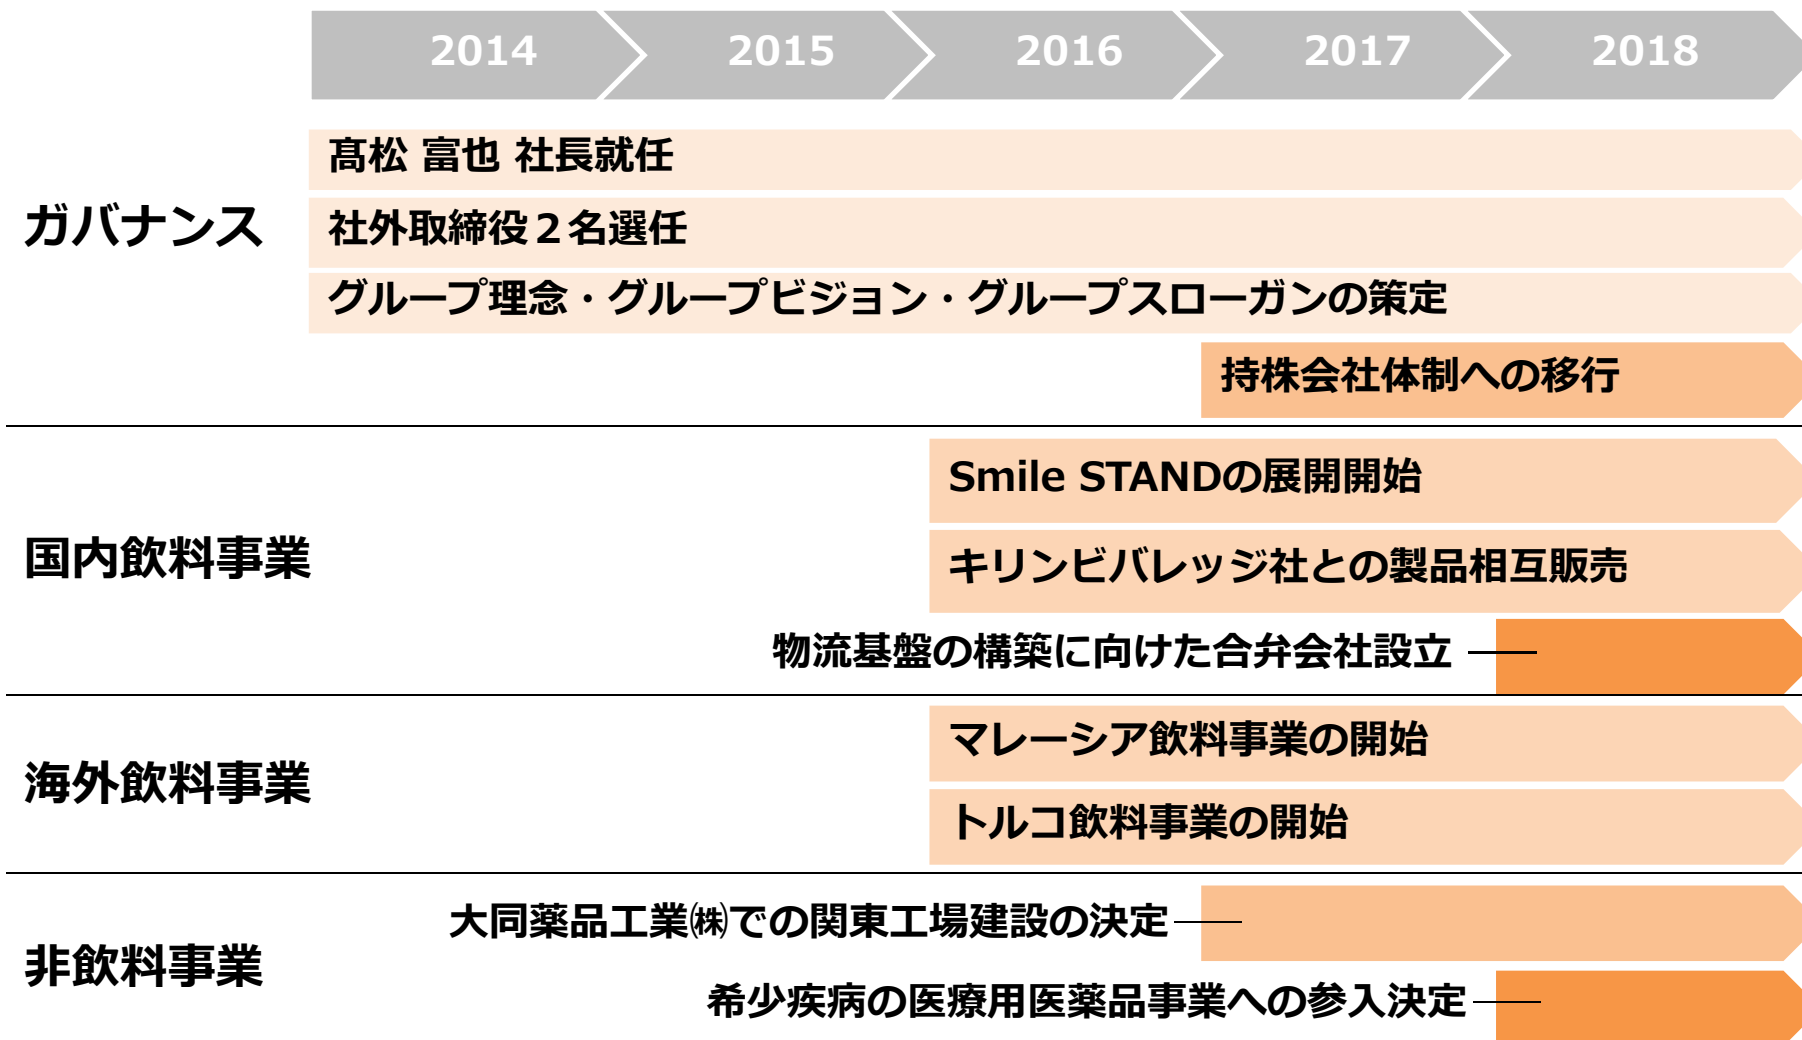 2014 2015 2016 2017 2018
ガバナンス
髙松 富也 社長就任
社外取締役２名選任
グループ理念・グループビジョン・グループスローガンの策定
持株会社体制への移行
国内飲料事業
Smile STANDの展開開始
キリンビバレッジ社との製品相互販売
物流基盤の構築に向けた合弁会社設立
海外飲料事業
マレーシア飲料事業の開始
トルコ飲料事業の開始
非飲料事業
大同薬品工業㈱での関東工場建設の決定
希少疾病の医療用医薬品事業への参入決定